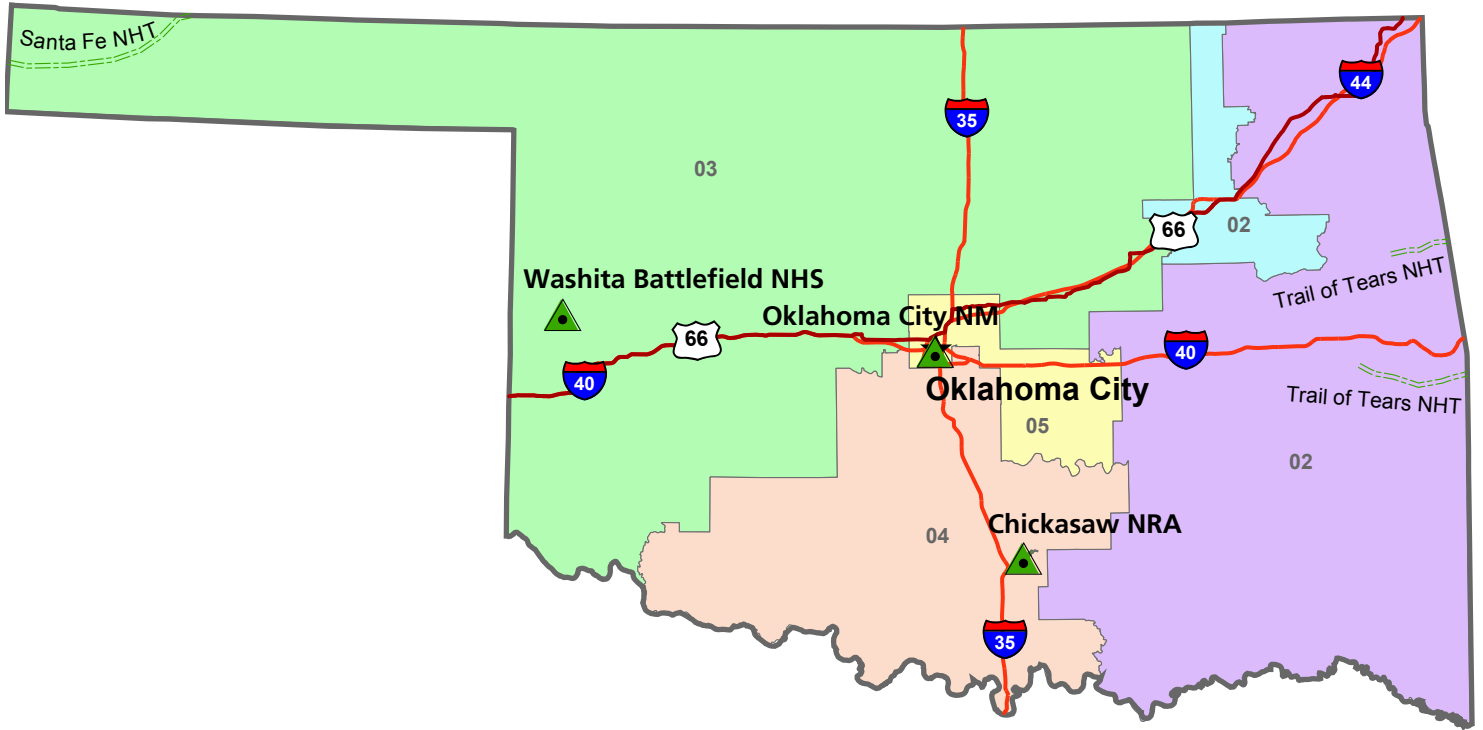 Santa Fe NHT
44
35
03
66
02
Trail of Tears NHT
Washita Battlefield NHS
Oklahoma City NM
66
40
40
Oklahoma City
Trail of Tears NHT
05
02
Chickasaw NRA
04
35